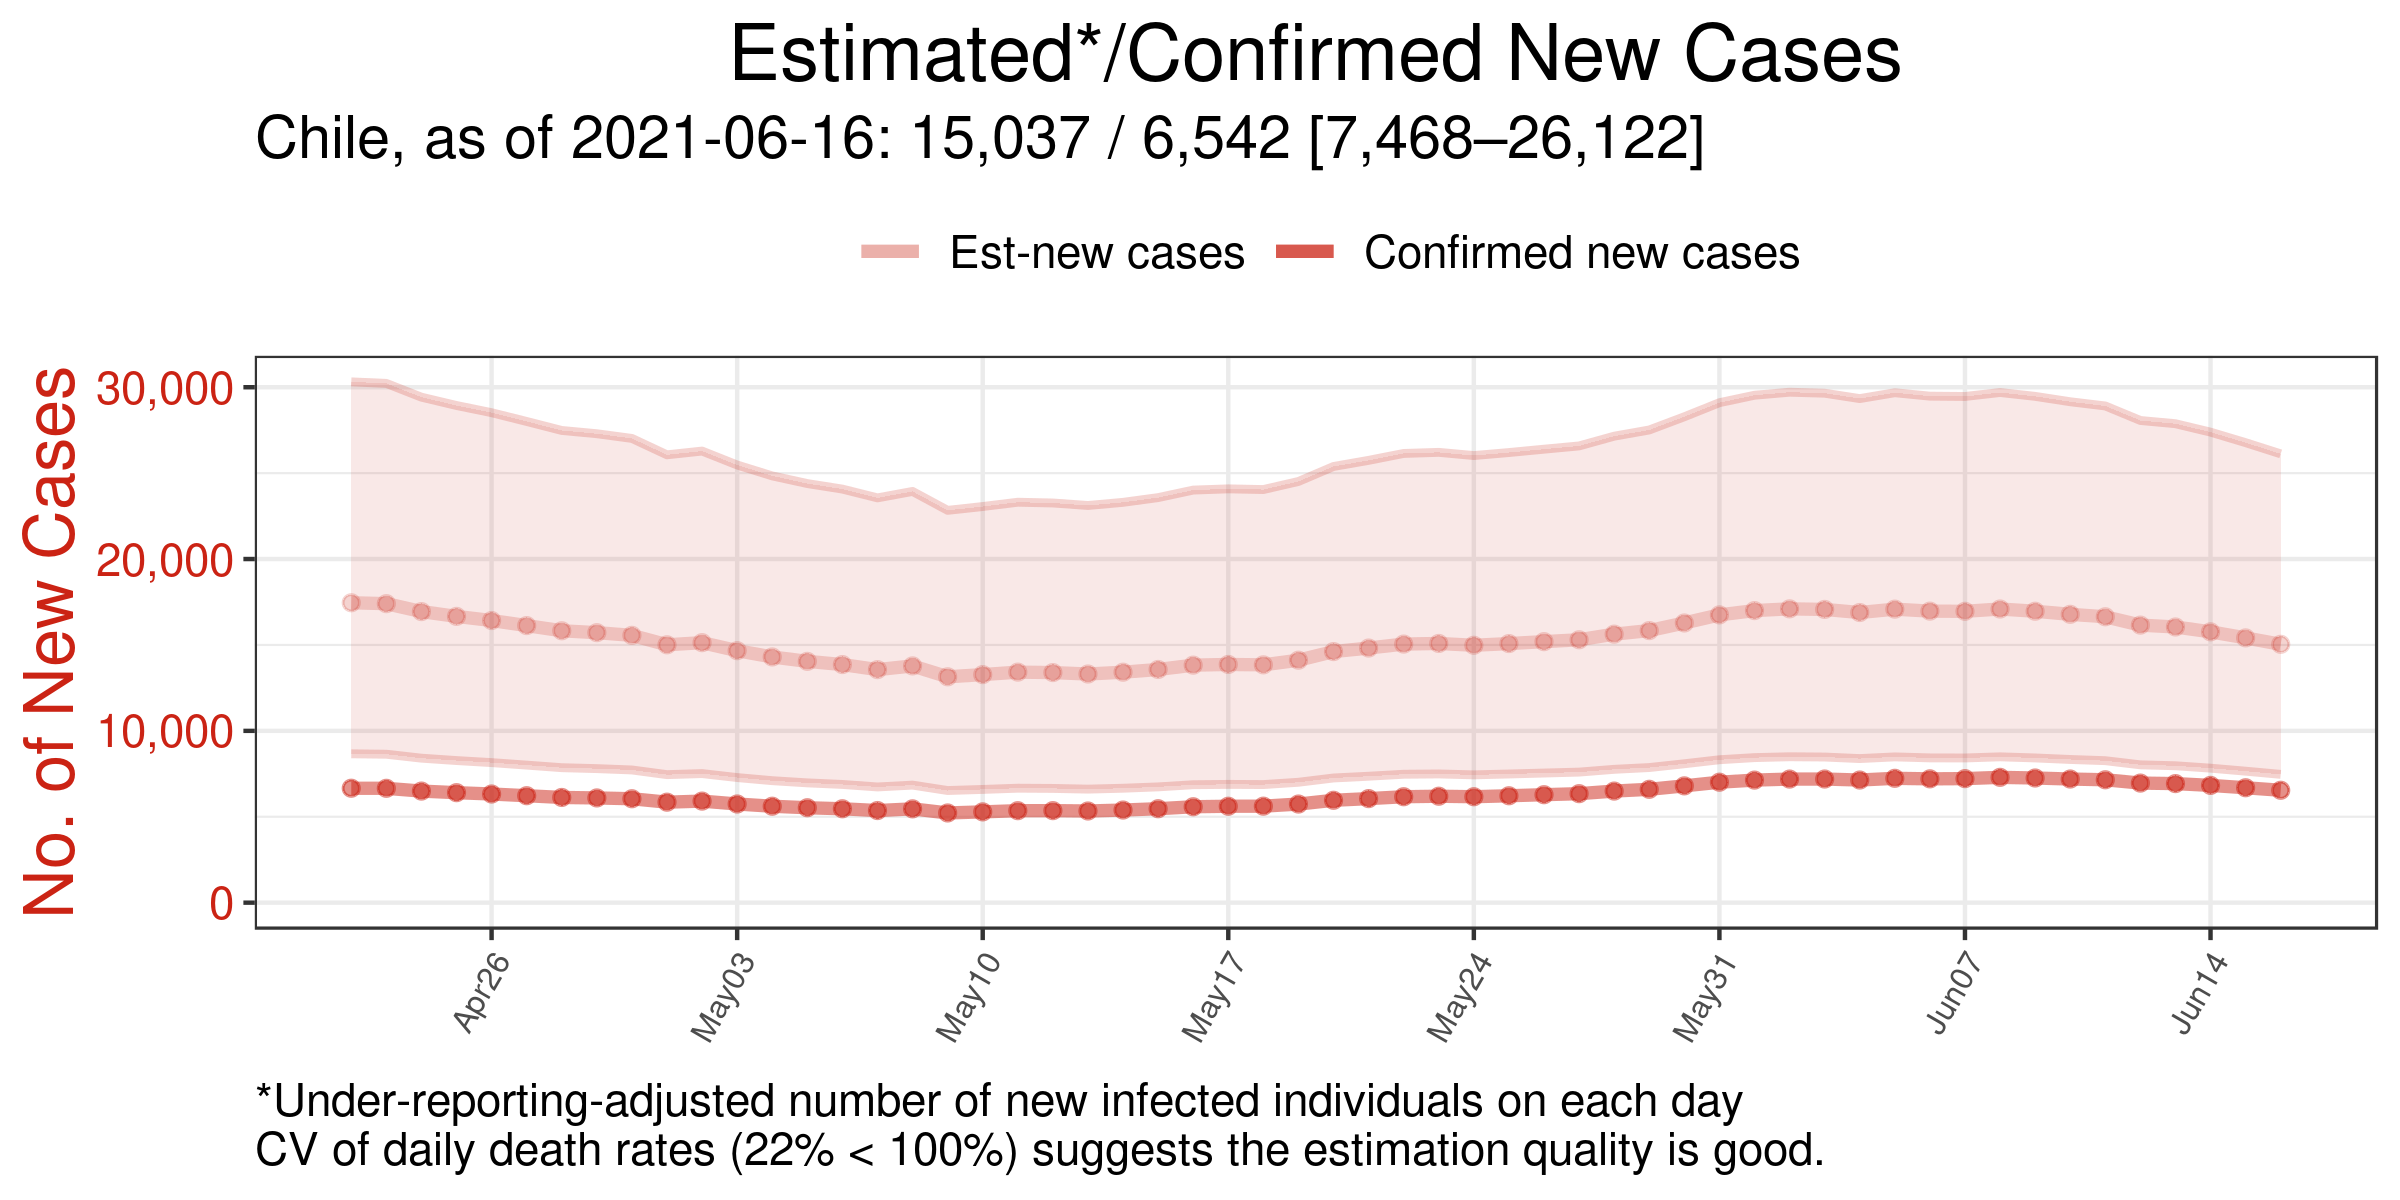 Estimated*/Confirmed New Cases
Chile, as of 2021-06-16: 15,037 / 6,542 [7,468–26,122]
Est-new cases
Confirmed new cases
No. of New Cases
30,000
20,000
10,000
0
Apr26
May03
May10
May17
May24
May31
Jun07
Jun14
*Under-reporting-adjusted number of new infected individuals on each day
CV of daily death rates (22% < 100%) suggests the estimation quality is good.